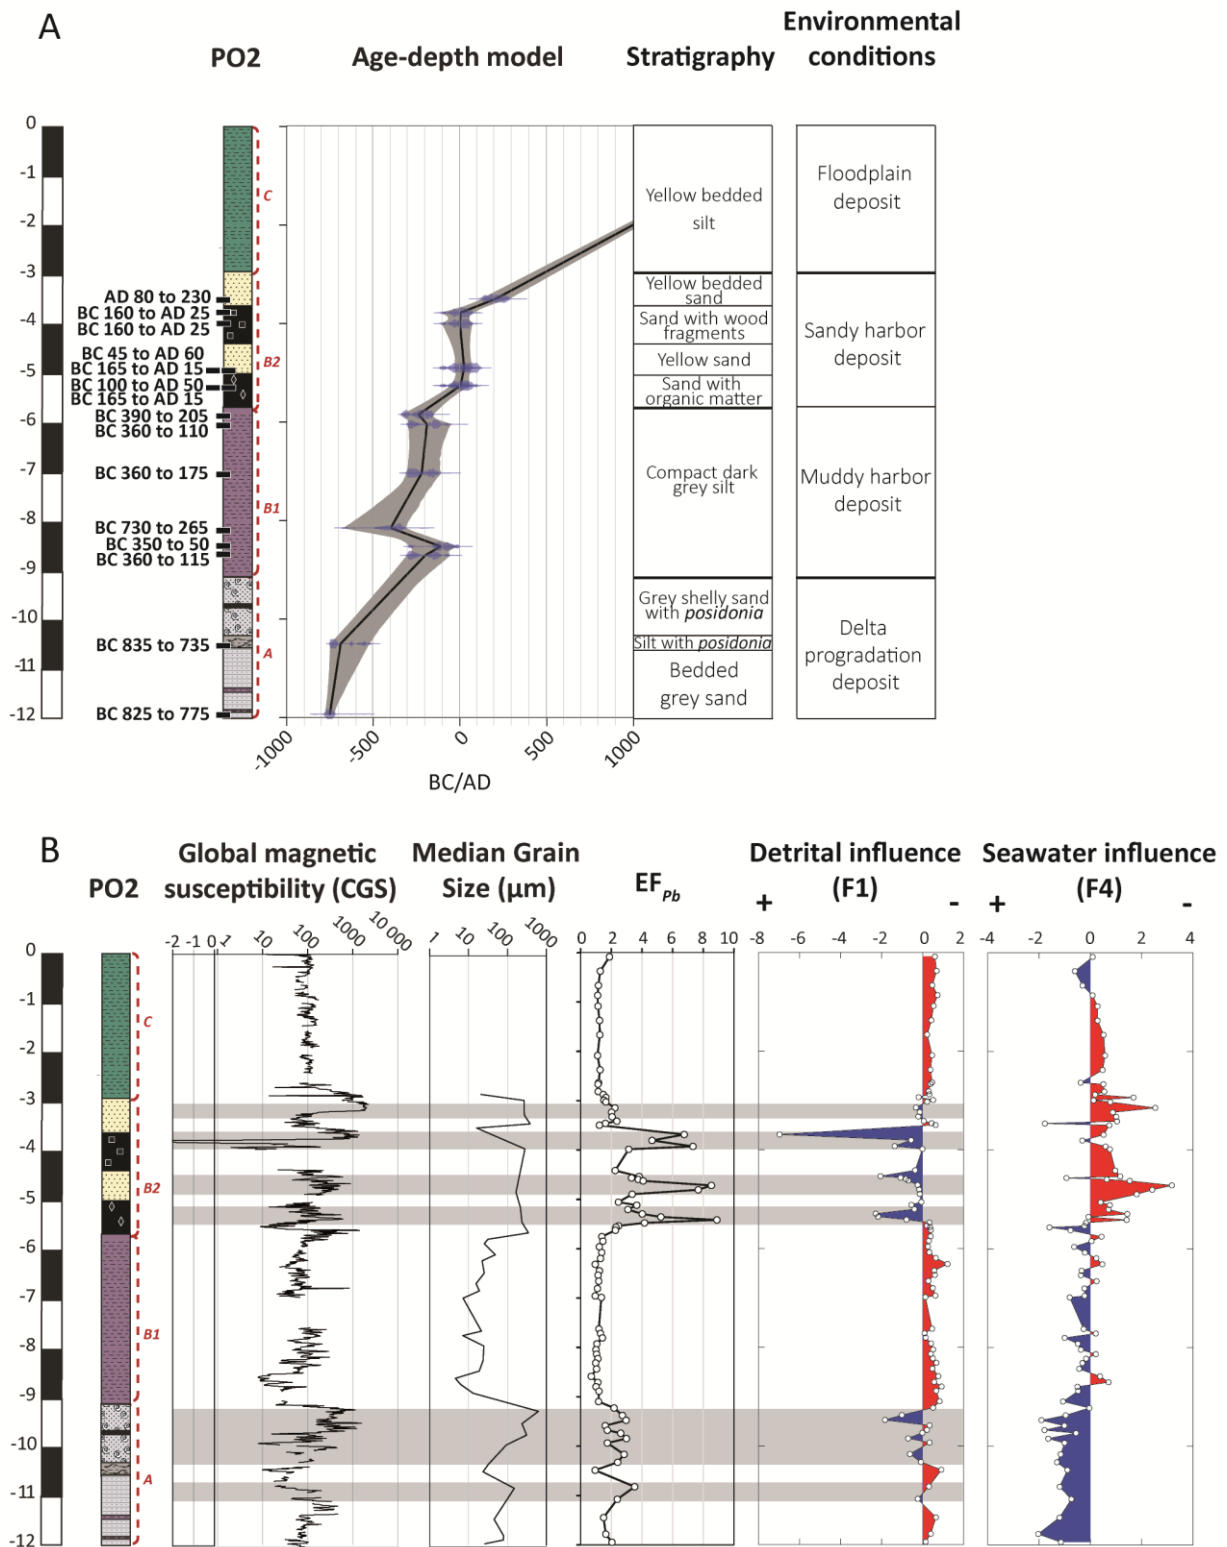 A
PO2
Age-depth model
Stratigraphy
Environmental
conditions
0
-1
-2
-3
-4
-5
-6
-7
-8
-9
-10
-11
-12
AD 80 to 230
BC 160 to AD 25
BC 160 to AD 25
BC 45 to AD 60
BC 165 to AD 15
BC 100 to AD 50
BC 165 to AD 15
BC 390 to 205
BC 360 to 110
BC 360 to 175
BC 730 to 265
BC 350 to 50
BC 360 to 115
BC 835 to 735
BC 825 to 775
C
B2
B1
A
-1000
-500
0
500
1000
BC/AD
Yellow bedded
silt
Yellow bedded
sand
Sand with wood
fragments
Yellow sand
Sand with
organic matter
Compact dark
grey silt
Grey shelly sand
with posidonia
Silt with posidonia
Bedded
grey sand
Floodplain
deposit
Sandy harbor
deposit
Muddy harbor
deposit
Delta
progradation
deposit
B
PO2
Global magnetic
susceptibility (CGS)
Median Grain
Size (µm)
EF Pb
Detrital influence
(F1)
+ -
Seawater influence
(F4)
+ -
-2 -1 0 1 10 100 1000 10 000
1 10 100 1000
0 2 4 6 8 10
-8 -6 -4 -2 0 2
-4 -2 0 2 4
0
-1
-2
-3
-4
-5
-6
-7
-8
-9
-10
-11
-12
C
B2
B1
A